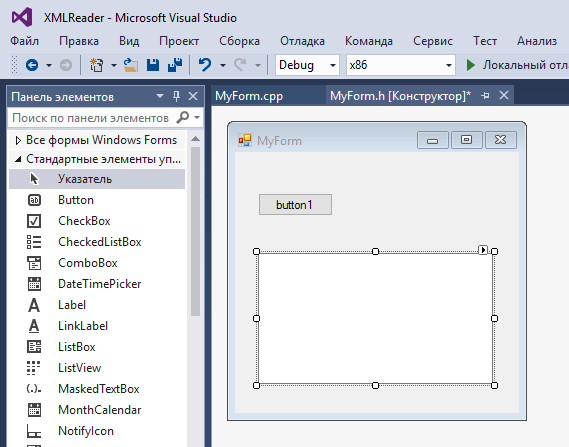 XMLReader - Microsoft Visual Studio
Файл Правка Вид Проект Сборка Отладка Команда Сервис Тест Анализ
Debug x86 Локальный отла
Панель элементов
Поиск по панели элементов
Все формы Windows Forms
Стандартные элементы уп...
Указатель
Button
CheckBox
CheckedListBox
ComboBox
DateTimePicker
Label
LinkLabel
ListBox
ListView
MaskedTextBox
MonthCalendar
NotifyIcon
MyForm.cpp MyForm.h [Конструктор]*
MyForm
button1